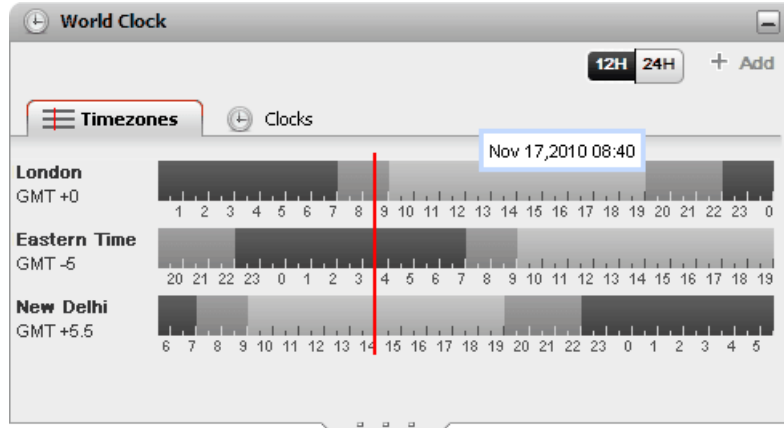 World Clock
12H 24H + Add
Timezones Clocks
Nov 17,2010 08:40
London
GMT +0
1 2 3 4 5 6 7 8 9 10 11 12 13 14 15 16 17 18 19 20 21 22 23 0
Eastern Time
GMT -5
20 21 22 23 0 1 2 3 4 5 6 7 8 9 10 11 12 13 14 15 16 17 18 19
New Delhi
GMT +5.5
6 7 8 9 10 11 12 13 14 15 16 17 18 19 20 21 22 23 0 1 2 3 4 5